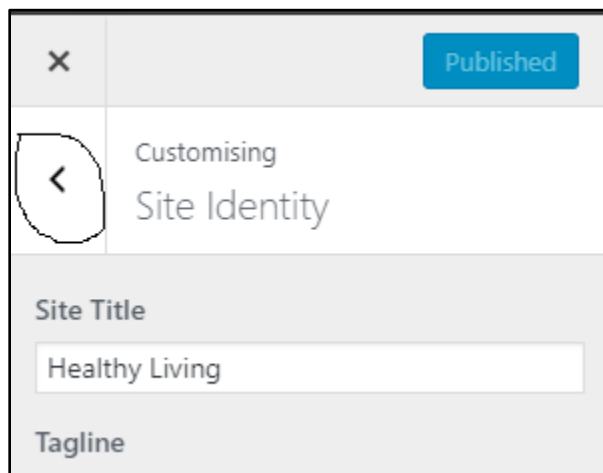 Published
Customising
Site Identity
Site Title
Healthy Living
Tagline